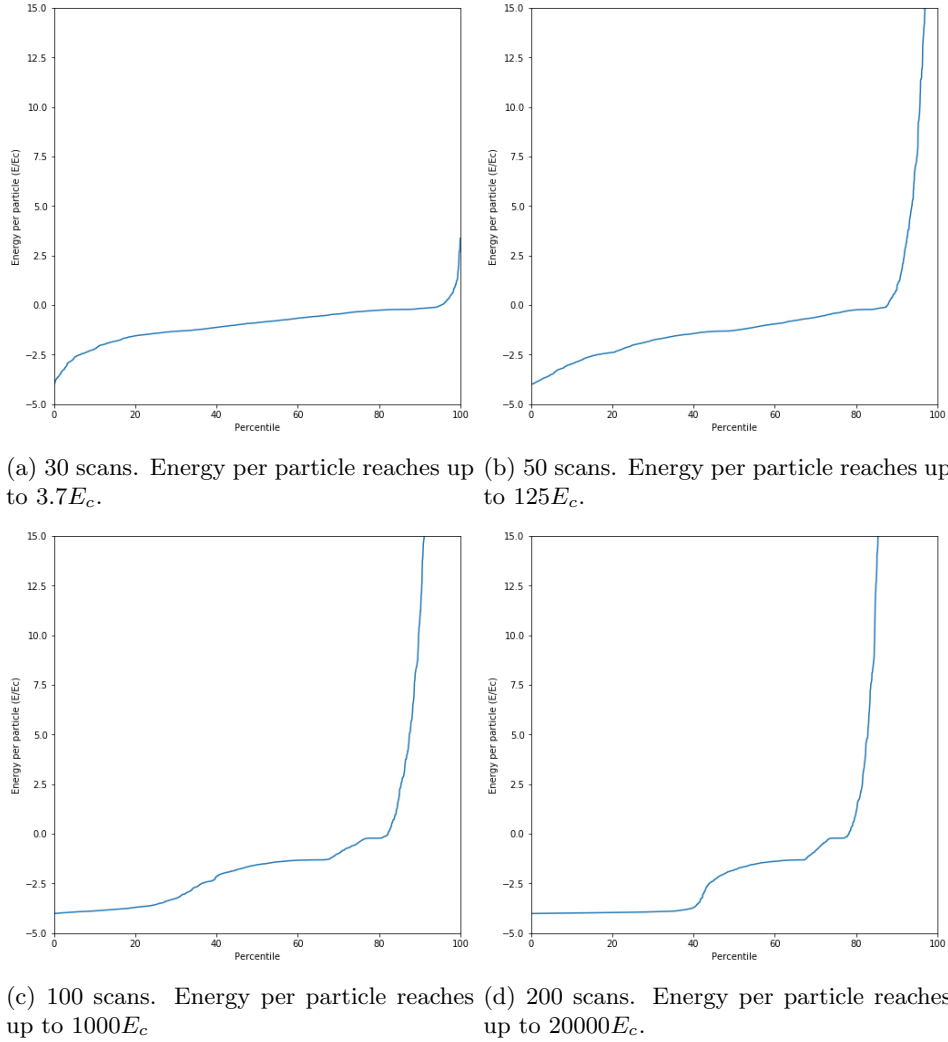 15.0
12.5
10.0
7.5
5.0
2.5
0.0
−2.5
−5.0
Energy per particle (E/Ec)
0 20 40 60 80 100
Percentile
15.0
12.5
10.0
7.5
5.0
2.5
0.0
−2.5
−5.0
Energy per particle (E/Ec)
0 20 40 60 80 100
Percentile
(a) 30 scans. Energy per particle reaches up
to 3.7E_c.
(b) 50 scans. Energy per particle reaches up
to 125E_c.
15.0
12.5
10.0
7.5
5.0
2.5
0.0
−2.5
−5.0
Energy per particle (E/Ec)
0 20 40 60 80 100
Percentile
15.0
12.5
10.0
7.5
5.0
2.5
0.0
−2.5
−5.0
Energy per particle (E/Ec)
0 20 40 60 80 100
Percentile
(c) 100 scans. Energy per particle reaches
up to 1000E_c
(d) 200 scans. Energy per particle reaches
up to 20000E_c.